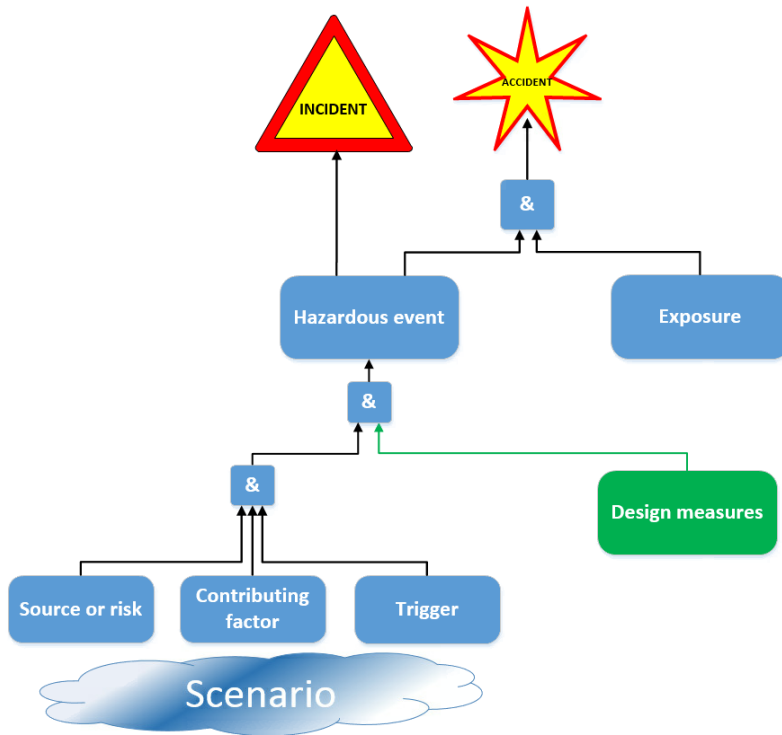 INCIDENT
ACCIDENT
&
Hazardous event
Exposure
&
&
Design measures
Source or risk
Contributing
factor
Trigger
Scenario